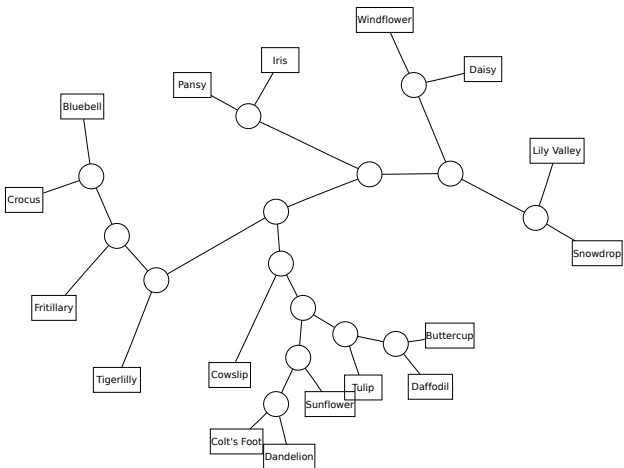 Windflower
Iris
Daisy
Pansy
Bluebell
Lily Valley
Crocus
Snowdrop
Fritillary
Buttercup
Cowslip
Tigerlilly
Tulip
Daffodil
Sunflower
Colt's Foot
Dandelion